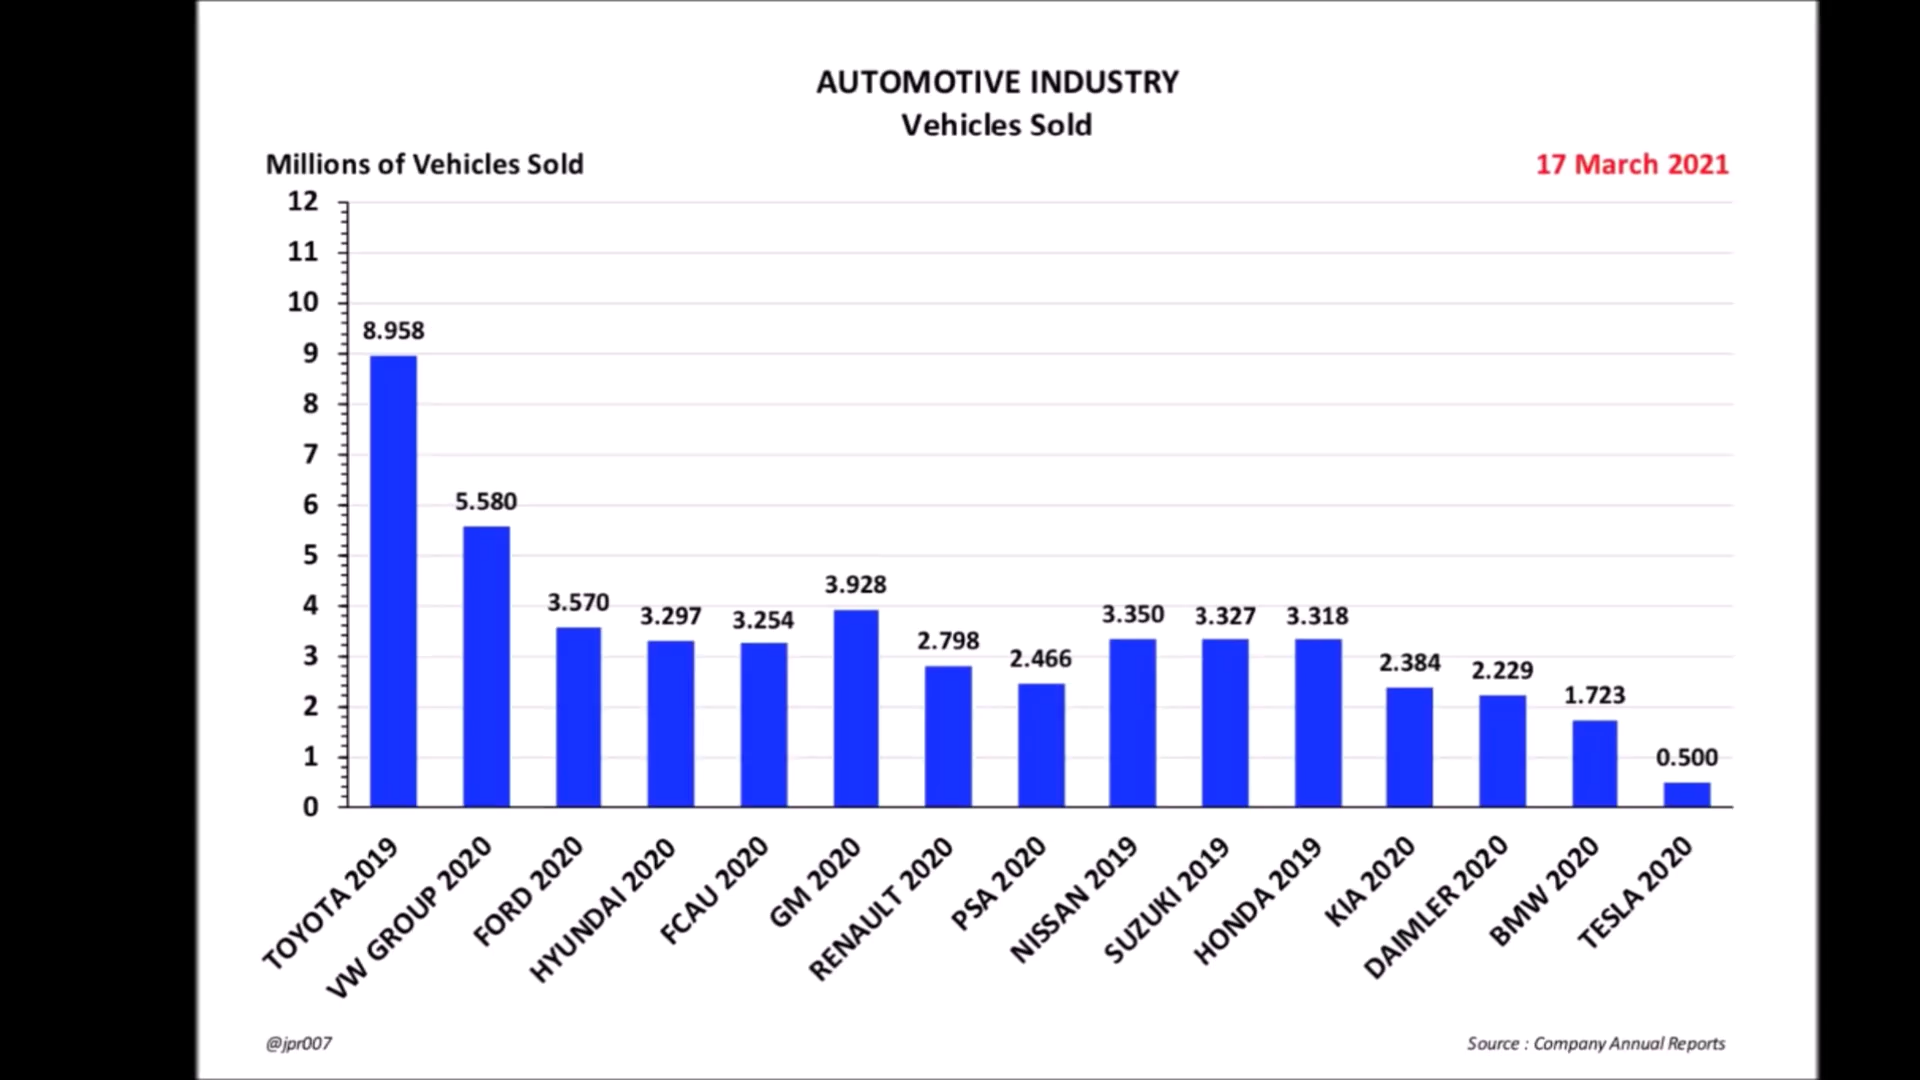 AUTOMOTIVE INDUSTRY
Vehicles Sold
Millions of Vehicles Sold
17 March 2021
12
11
10
9
8
7
6
5
4
3
2
1
0
8.958
5.580
3.570
3.297
3.254
3.928
2.798
2.466
3.350
3.327
3.318
2.384
2.229
1.723
0.500
TOYOTA 2019
VW GROUP 2020
FORD 2020
HYUNDAI 2020
FCAU 2020
GM 2020
RENAULT 2020
PSA 2020
NISSAN 2019
SUZUKI 2019
HONDA 2019
KIA 2020
DAIMLER 2020
BMW 2020
TESLA 2020
@jpr007
Source : Company Annual Reports